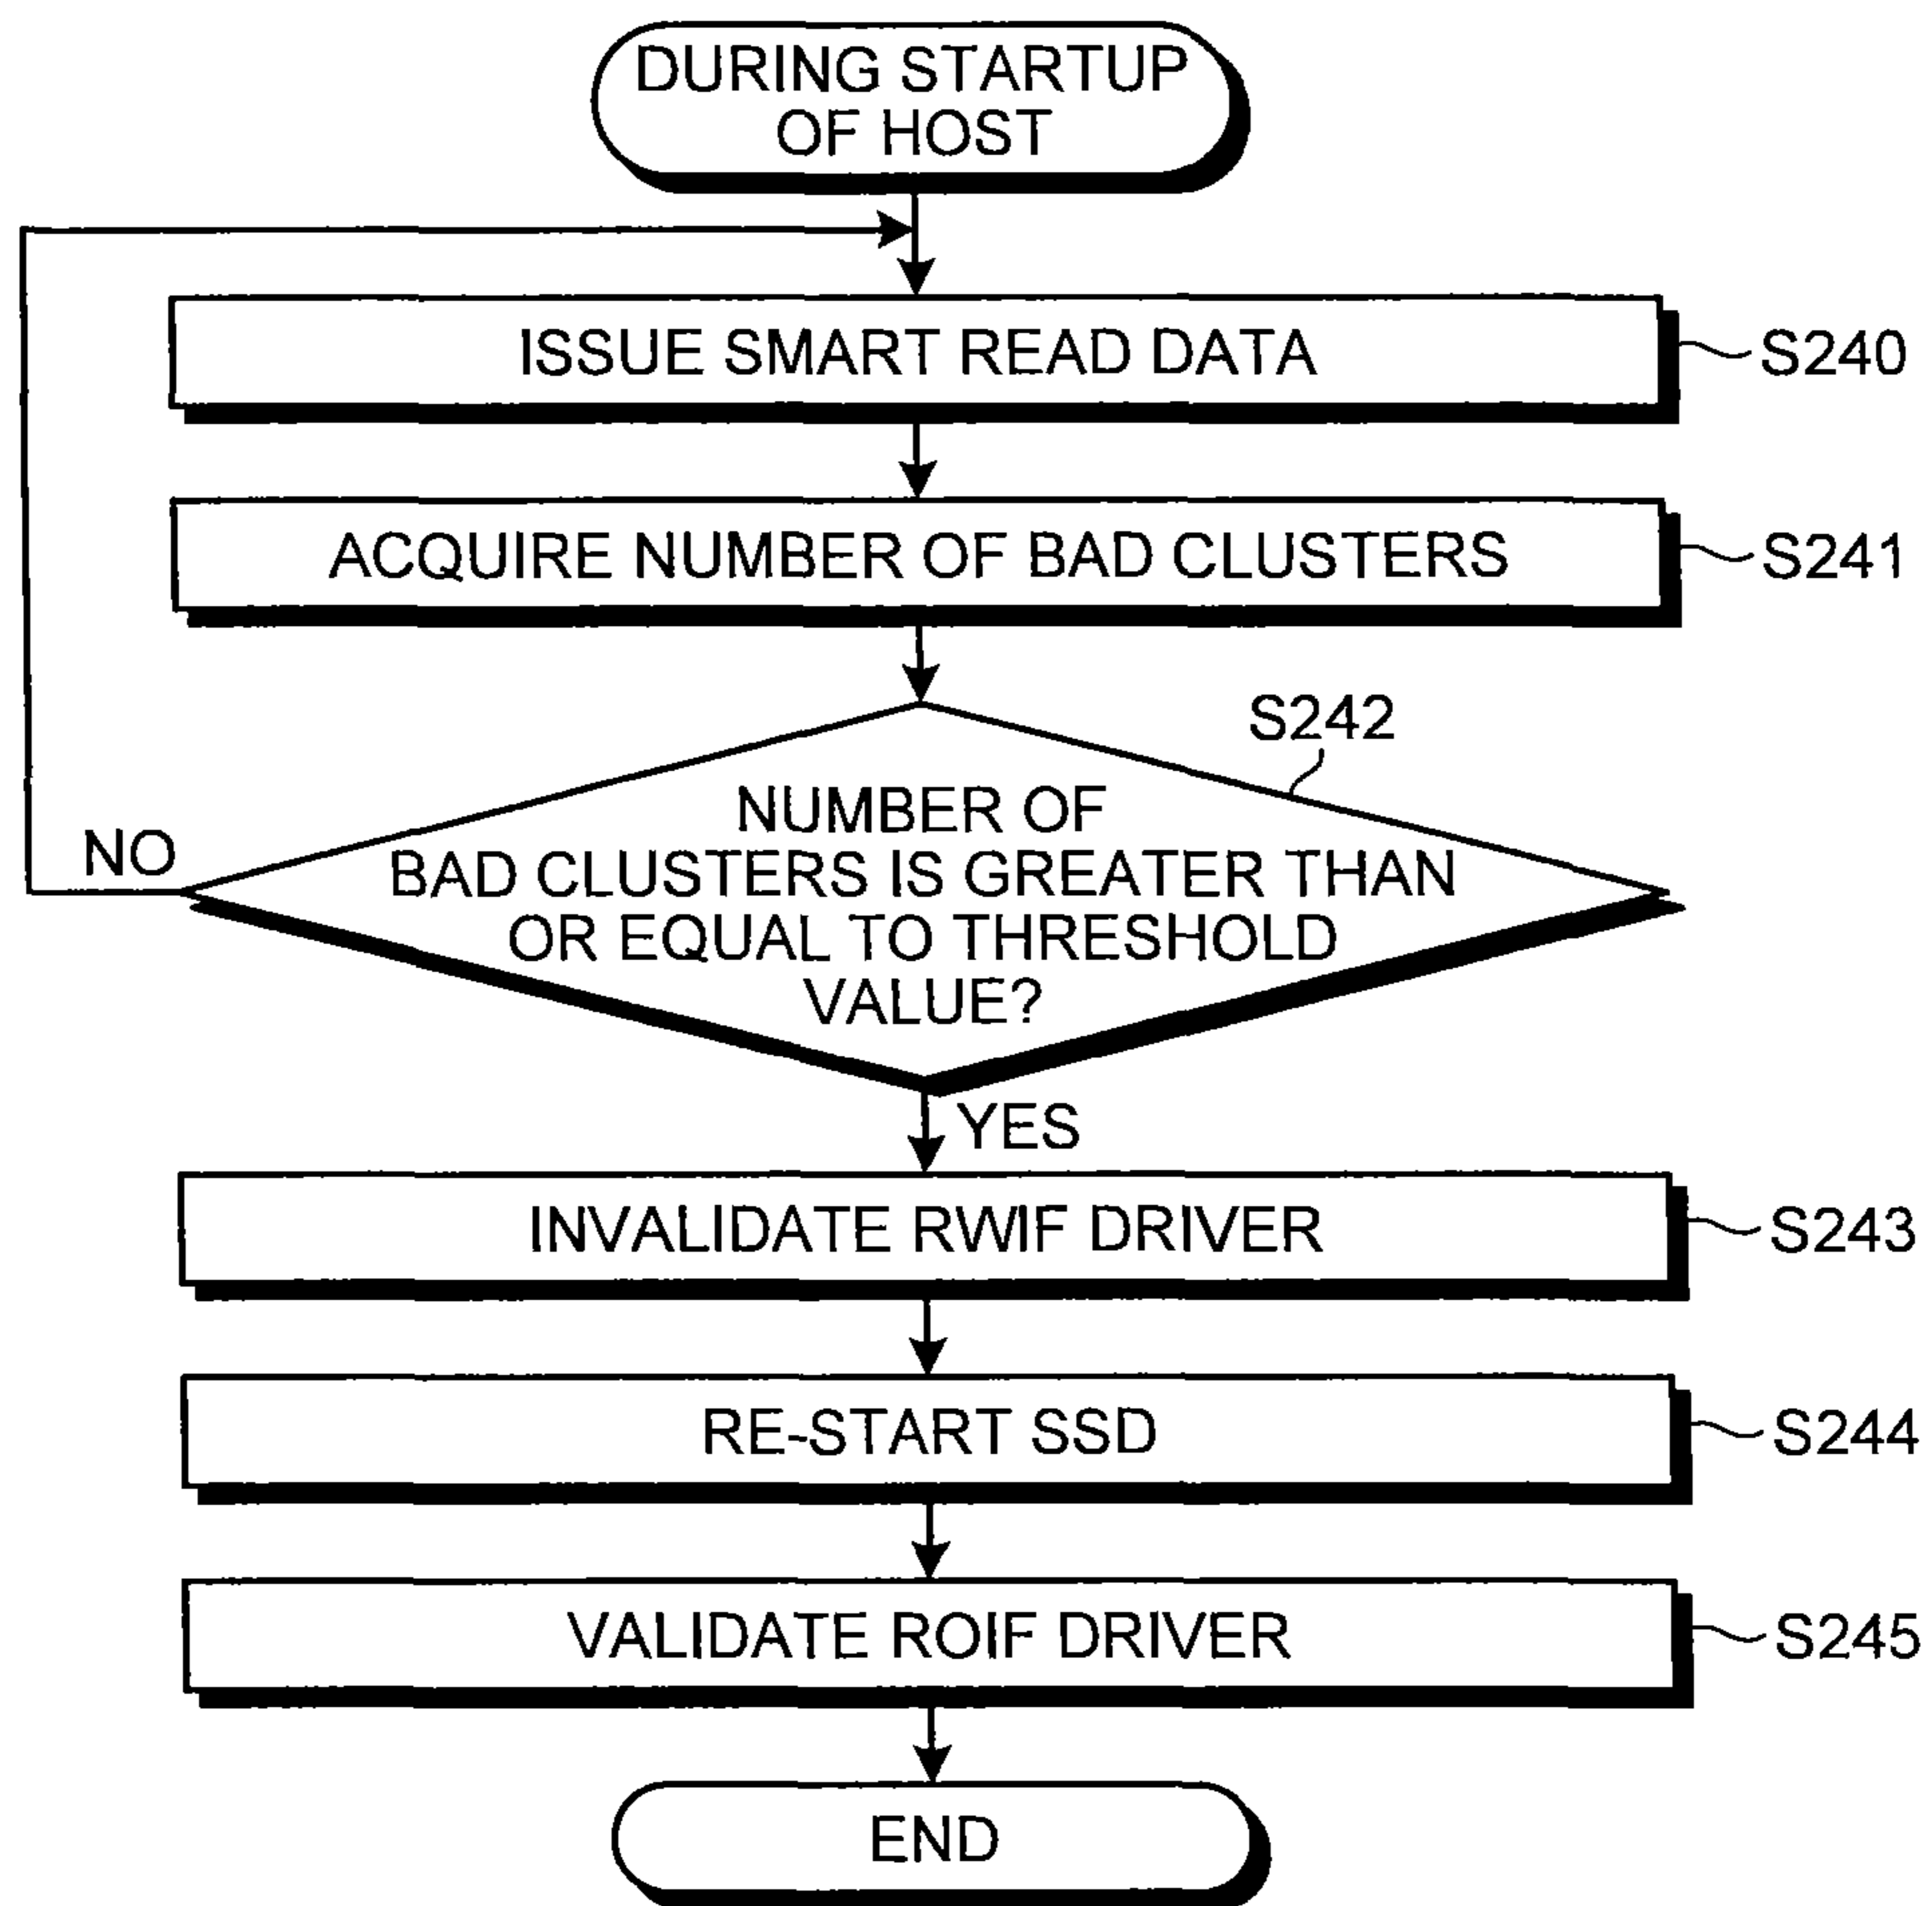 DURING STARTUP
OF HOST
ISSUE SMART READ DATA
S240
ACQUIRE NUMBER OF BAD CLUSTERS
S241
S242
NUMBER OF
BAD CLUSTERS IS GREATER THAN
OR EQUAL TO THRESHOLD
VALUE?
NO
YES
INVALIDATE RWIF DRIVER
S243
RE-START SSD
S244
VALIDATE ROIF DRIVER
S245
END